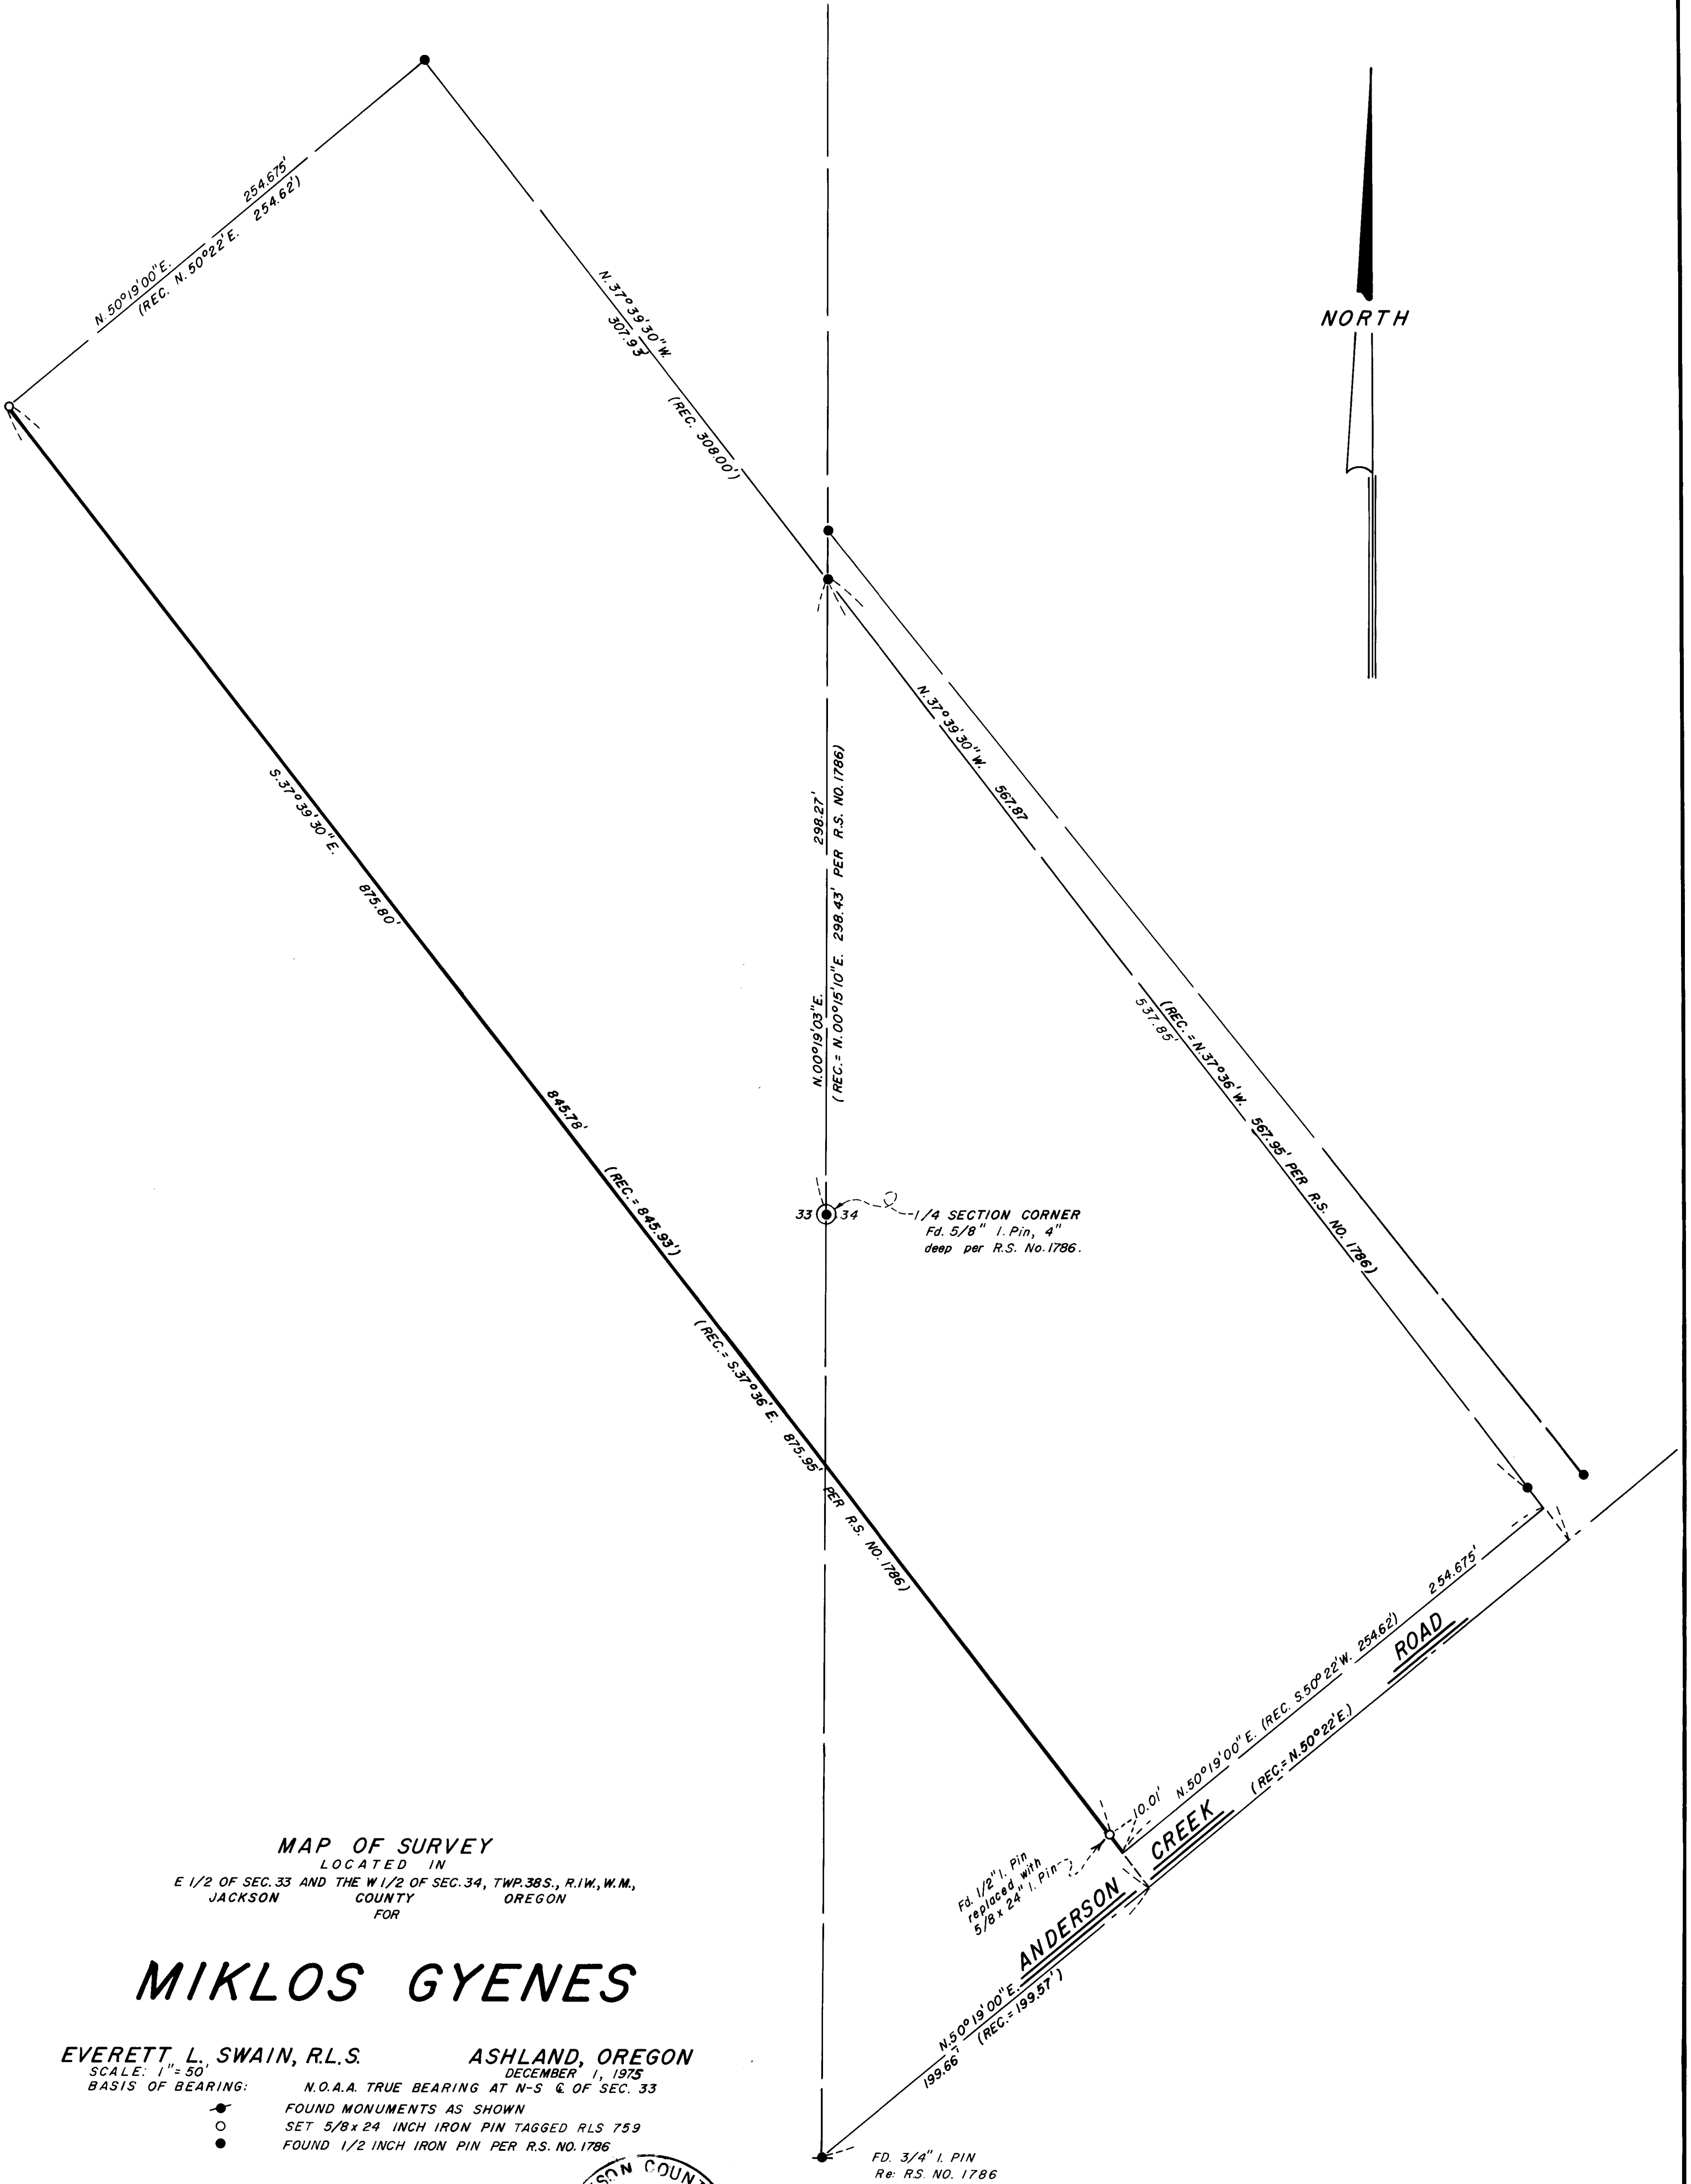 254.675'
N.50°19'00"E.
(REC. N.50°22'E. 254.62')
NORTH
N.37°39'30"W.
307.93'
(REC. 308.00')
N.37°39'30"W. 567.87
(REC.= N.37°36'W. 567.95' PER R.S. NO. 1786)
537.85'
298.27'
N.00°19'03"E.
(REC.= N.00°15'10"E. 298.43' PER R.S. NO.1786)
S.37°39'30"E. 875.80'
845.78'
(REC.= 845.93')
(REC.= S.37°36'E. 875.95' PER R.S. NO. 1786)
33 34
1/4 SECTION CORNER
Fd. 5/8" I. Pin, 4"
deep per R.S. No.1786.
254.675'
N.50°19'00"E. (REC. S.50°22'W. 254.62')
10.01'
ANDERSON CREEK ROAD
(REC.= N.50°22'E.)
Fd. 1/2" I. Pin
replaced with
5/8 x 24" I. Pin
N.50°19'00"E.
199.66'
(REC.= 199.57')
FD. 3/4" I. PIN
Re: R.S. NO. 1786
MAP OF SURVEY
LOCATED IN
E 1/2 OF SEC. 33 AND THE W 1/2 OF SEC. 34, TWP. 38S., R.1W., W.M.,
JACKSON COUNTY OREGON
FOR
MIKLOS GYENES
EVERETT L. SWAIN, R.L.S. ASHLAND, OREGON
SCALE: 1"= 50' DECEMBER 1, 1975
BASIS OF BEARING: N.O.A.A. TRUE BEARING AT N-S ℄ OF SEC. 33
FOUND MONUMENTS AS SHOWN
SET 5/8 x 24 INCH IRON PIN TAGGED RLS 759
FOUND 1/2 INCH IRON PIN PER R.S. NO. 1786